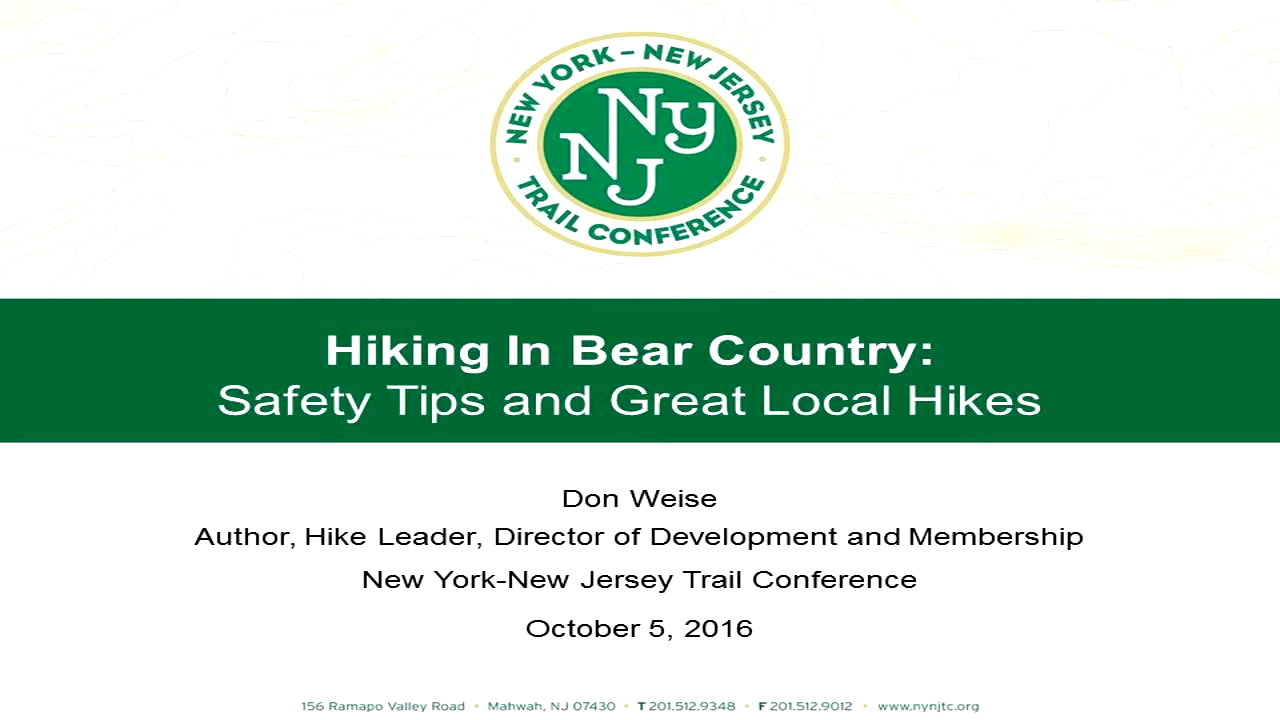 NEW YORK – NEW JERSEY
NY
NJ
TRAIL CONFERENCE
Hiking In Bear Country:
Safety Tips and Great Local Hikes
Don Weise
Author, Hike Leader, Director of Development and Membership
New York-New Jersey Trail Conference
October 5, 2016
156 Ramapo Valley Road • Mahwah, NJ 07430 • T 201.512.9348 • F 201.512.9012 • www.nynjtc.org